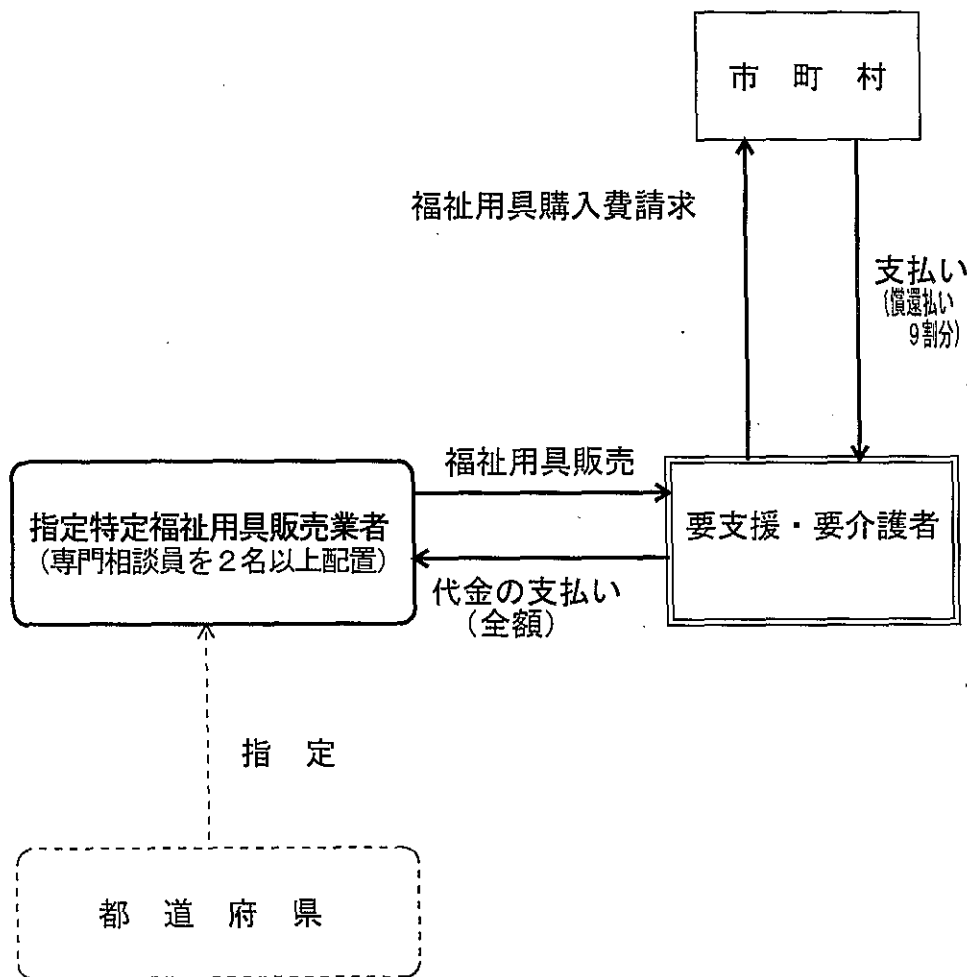 市町村
福祉用具購入費請求
支払い
(償還払い
9割分)
福祉用具販売
指定特定福祉用具販売業者
(専門相談員を2名以上配置)
要支援・要介護者
代金の支払い
(全額)
指定
都道府県